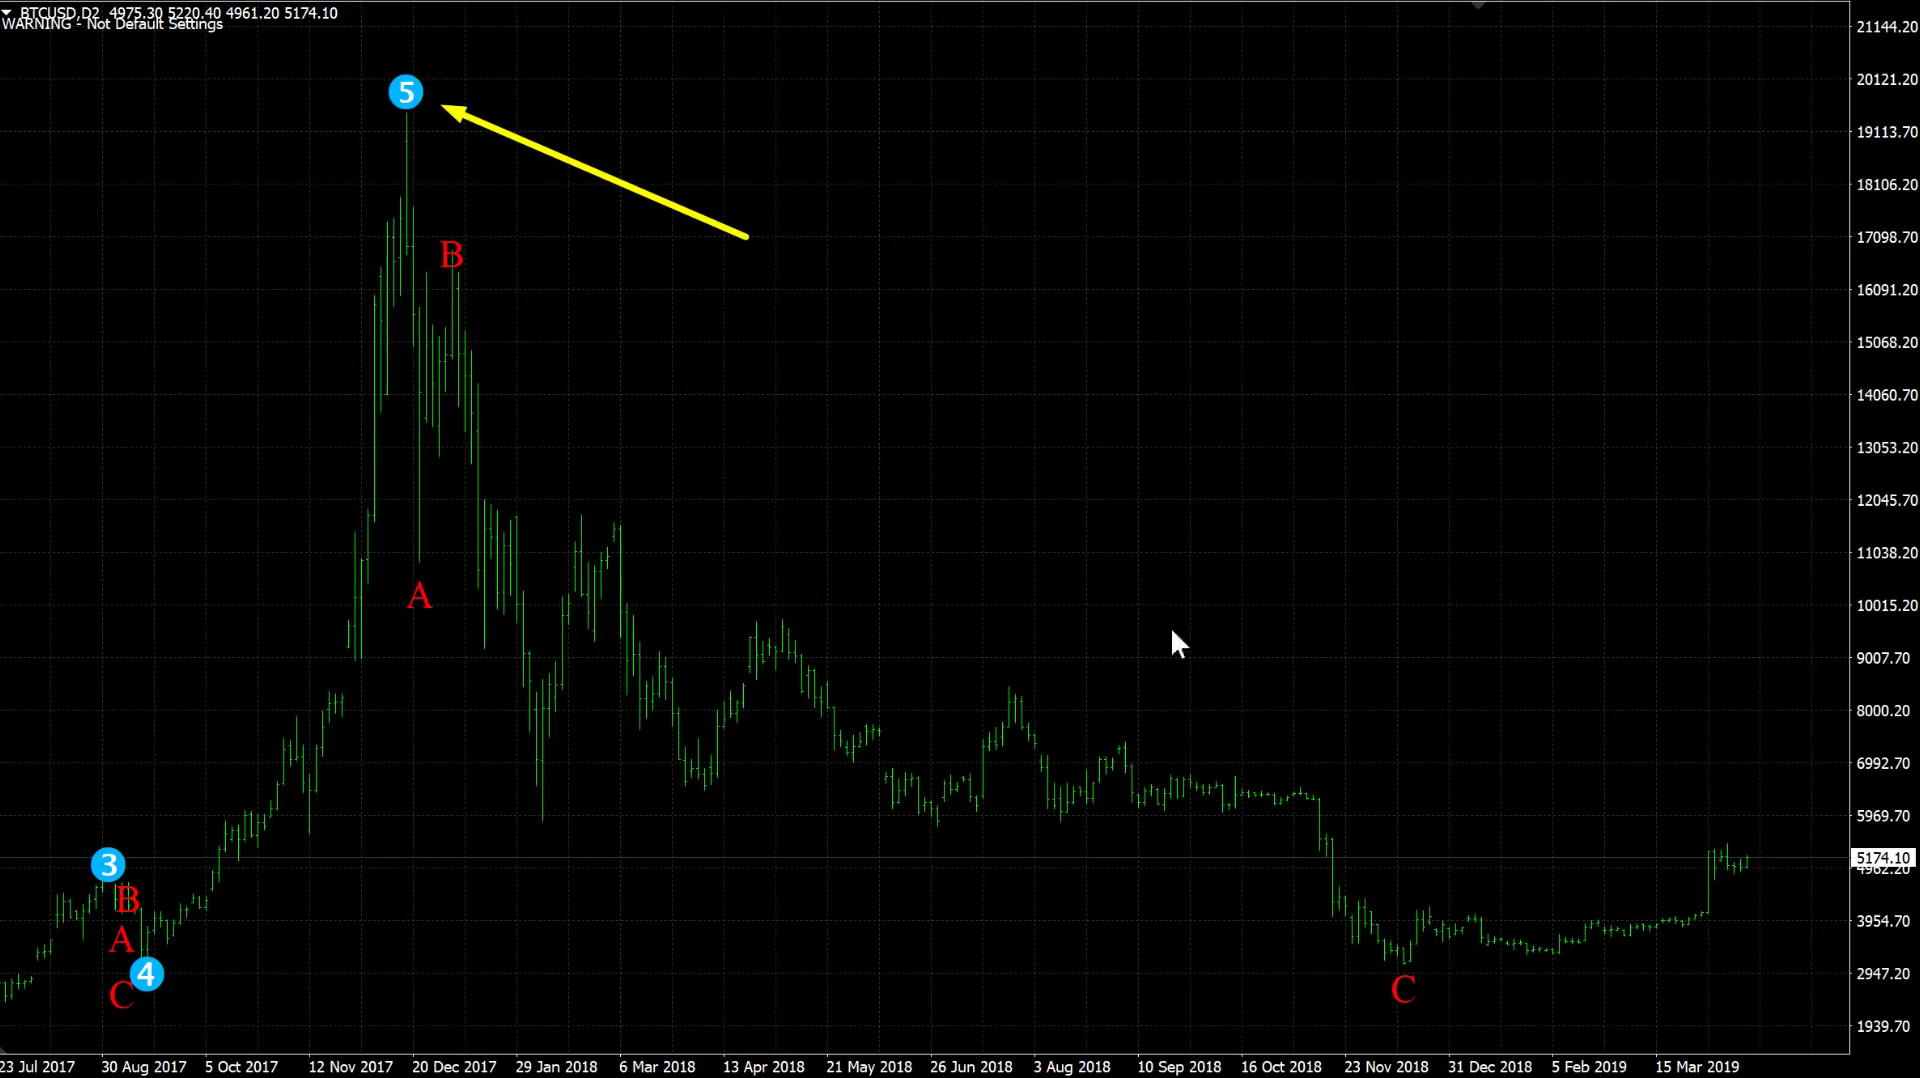 BTCUSD,D2 4975.30 5220.40 4961.20 5174.10
WARNING - Not Default Settings
21144.20
20121.20
19113.70
18106.20
17098.70
16091.20
15068.20
14060.70
13053.20
12045.70
11038.20
10015.20
9007.70
8000.20
6992.70
5969.70
5174.10
4962.20
3954.70
2947.20
1939.70
5
B
A
3
B
A
4
C
C
23 Jul 2017 30 Aug 2017 5 Oct 2017 12 Nov 2017 20 Dec 2017 29 Jan 2018 6 Mar 2018 13 Apr 2018 21 May 2018 26 Jun 2018 3 Aug 2018 10 Sep 2018 16 Oct 2018 23 Nov 2018 31 Dec 2018 5 Feb 2019 15 Mar 2019